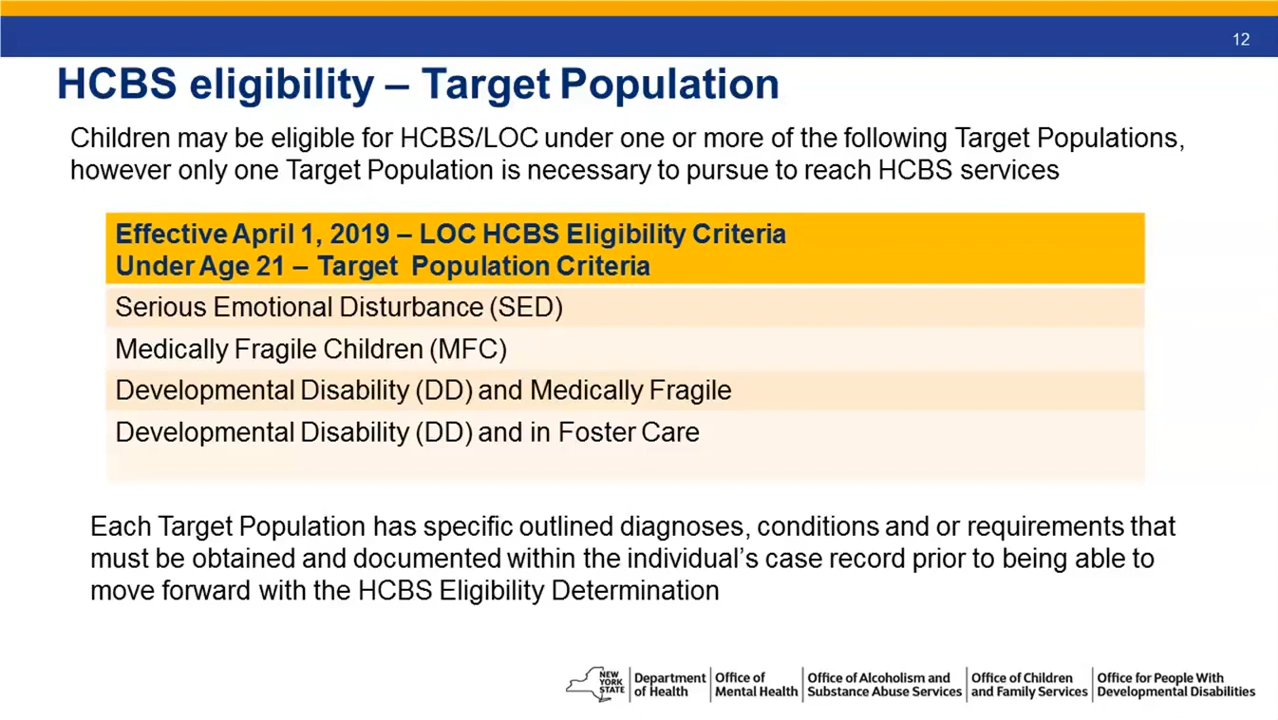 12
HCBS eligibility – Target Population
Children may be eligible for HCBS/LOC under one or more of the following Target Populations,
however only one Target Population is necessary to pursue to reach HCBS services
Effective April 1, 2019 – LOC HCBS Eligibility Criteria
Under Age 21 – Target Population Criteria
Serious Emotional Disturbance (SED)
Medically Fragile Children (MFC)
Developmental Disability (DD) and Medically Fragile
Developmental Disability (DD) and in Foster Care
Each Target Population has specific outlined diagnoses, conditions and or requirements that
must be obtained and documented within the individual's case record prior to being able to
move forward with the HCBS Eligibility Determination
NEW
YORK
STATE
Department
of Health
Office of
Mental Health
Office of Alcoholism and
Substance Abuse Services
Office of Children
and Family Services
Office for People With
Developmental Disabilities